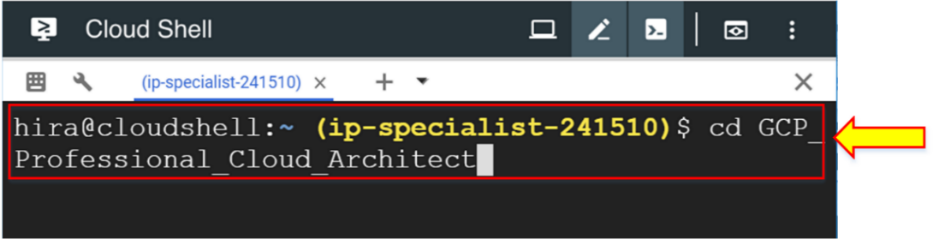 Cloud Shell
(ip-specialist-241510)
hira@cloudshell:~ (ip-specialist-241510)$ cd GCP_
Professional_Cloud_Architect